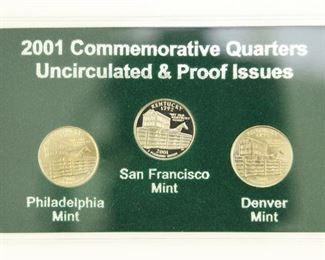 2001 Commemorative Quarters
Uncirculated & Proof Issues
KENTUCKY
1792
2001
San Francisco
Mint
Philadelphia
Mint
Denver
Mint